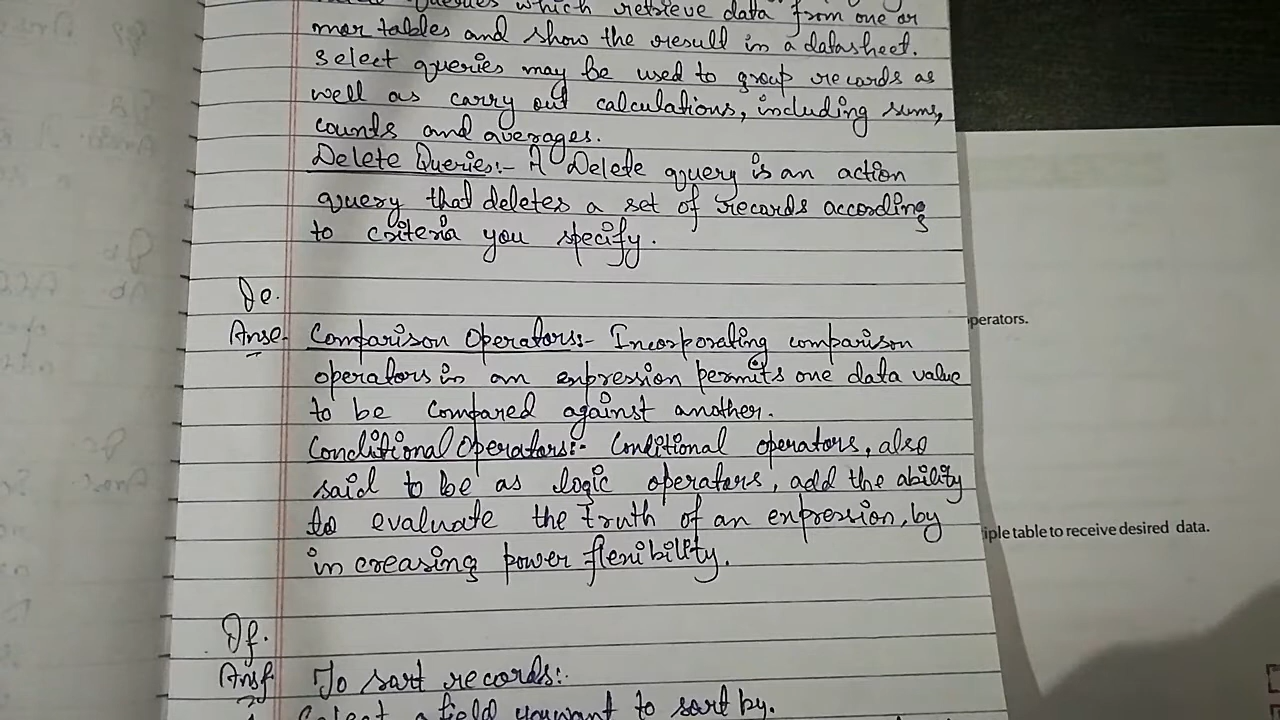 queries which retrieve data from one or
mor tables and show the result in a datasheet.
Select queries may be used to group records as
well as carry out calculations, including sums,
counts and averages.
Delete Queries:- A Delete query is an action
query that deletes a set of records according
to criteria you specify.
Qe.
Anse. Comparison Operators:- Incorporating comparison
operators in an expression permits one data value
to be compared against another.
Conditional Operators:- Conditional operators, also
said to be as logic operators, add the ability
to evaluate the truth of an expression, by
increasing power flexibility.
Qf.
Ansf To sort records:
Select a field you want to sort by.
perators.
iple table to receive desired data.